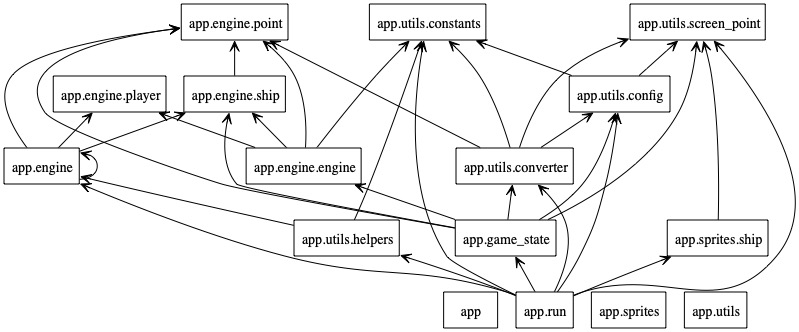 app.engine.point
app.utils.constants
app.utils.screen_point
app.engine.player
app.engine.ship
app.utils.config
app.engine
app.engine.engine
app.utils.converter
app.utils.helpers
app.game_state
app.sprites.ship
app
app.run
app.sprites
app.utils